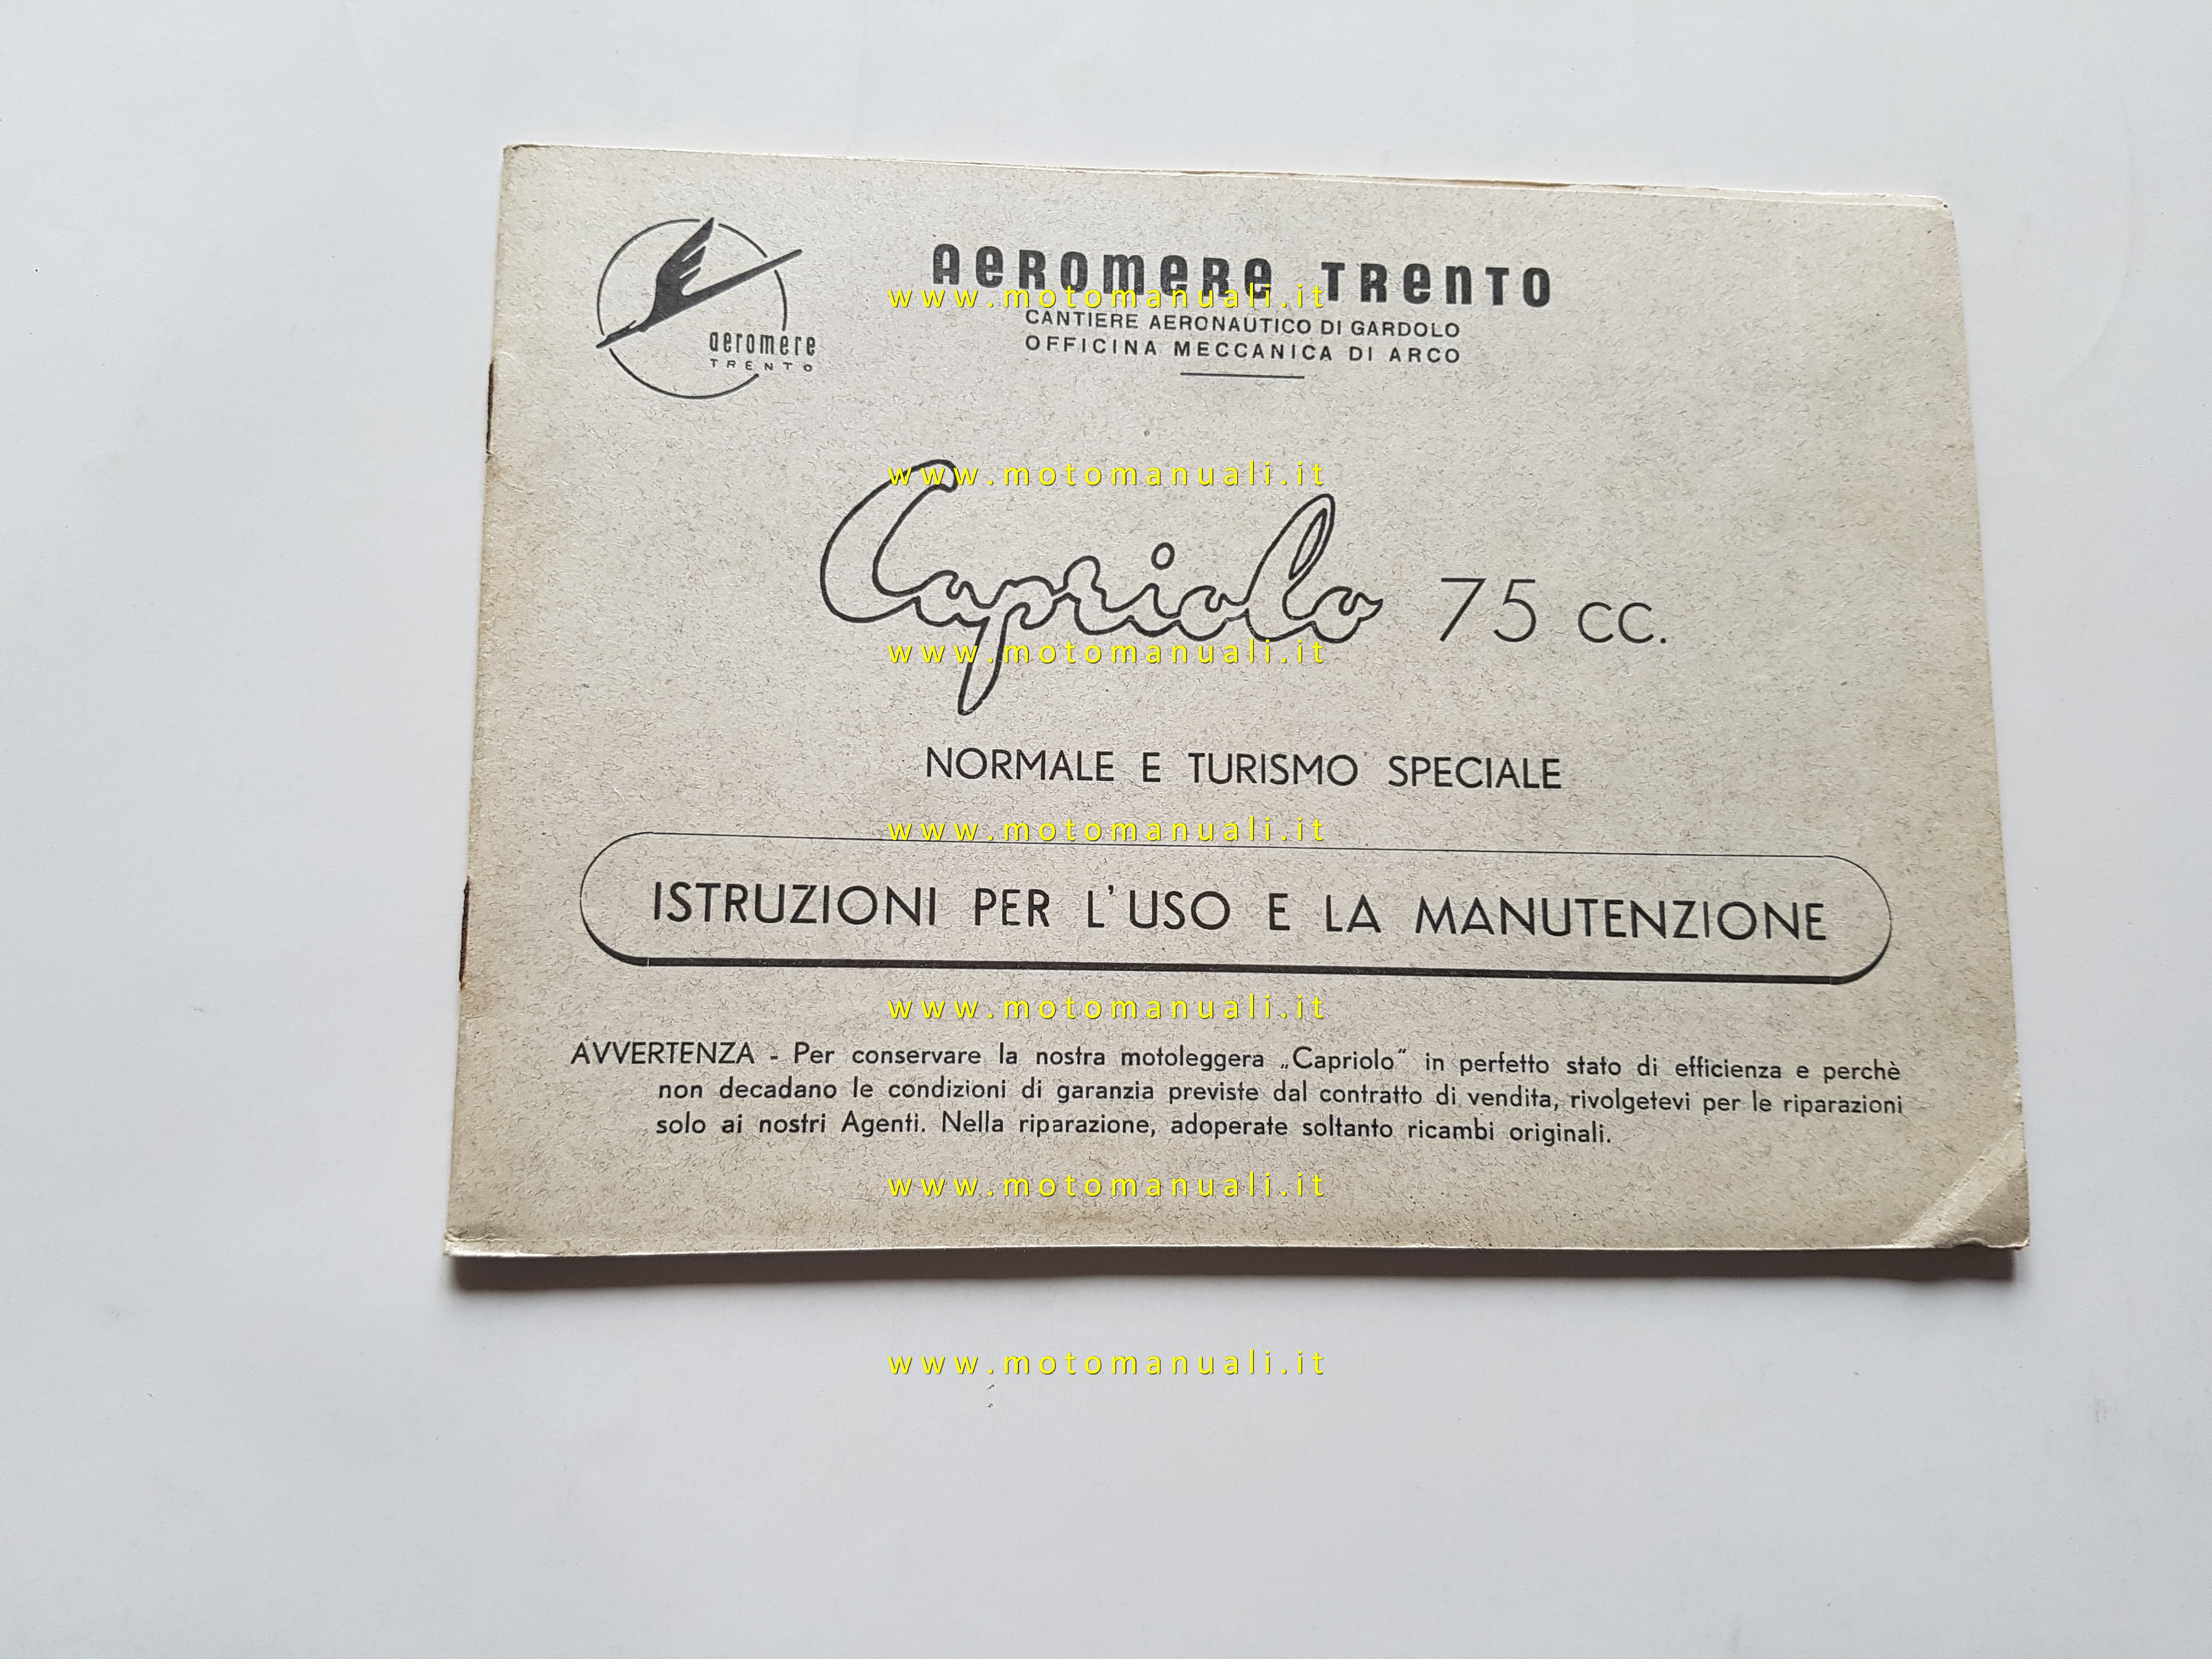 aeromere
TRENTO
AEROMERE TRENTO
www.motomanuali.it
CANTIERE AERONAUTICO DI GARDOLO
OFFICINA MECCANICA DI ARCO
www.motomanuali.it
Capriolo 75 cc.
www.motomanuali.it
NORMALE E TURISMO SPECIALE
www.motomanuali.it
ISTRUZIONI PER L'USO E LA MANUTENZIONE
www.motomanuali.it
AVVERTENZA - Per conservare la nostra motoleggera „Capriolo" in perfetto stato di efficienza e perchè
non decadano le condizioni di garanzia previste dal contratto di vendita, rivolgetevi per le riparazioni
solo ai nostri Agenti. Nella riparazione, adoperate soltanto ricambi originali.
www.motomanuali.it
www.motomanuali.it